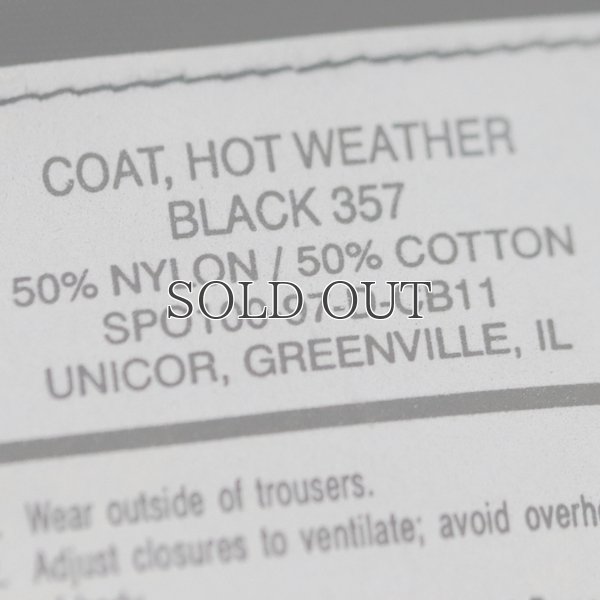 COAT, HOT WEATHER
BLACK 357
50% NYLON / 50% COTTON
SOLD OUT
UNICOR, GREENVILLE, IL
Wear outside of trousers.
Adjust closures to ventilate; avoid